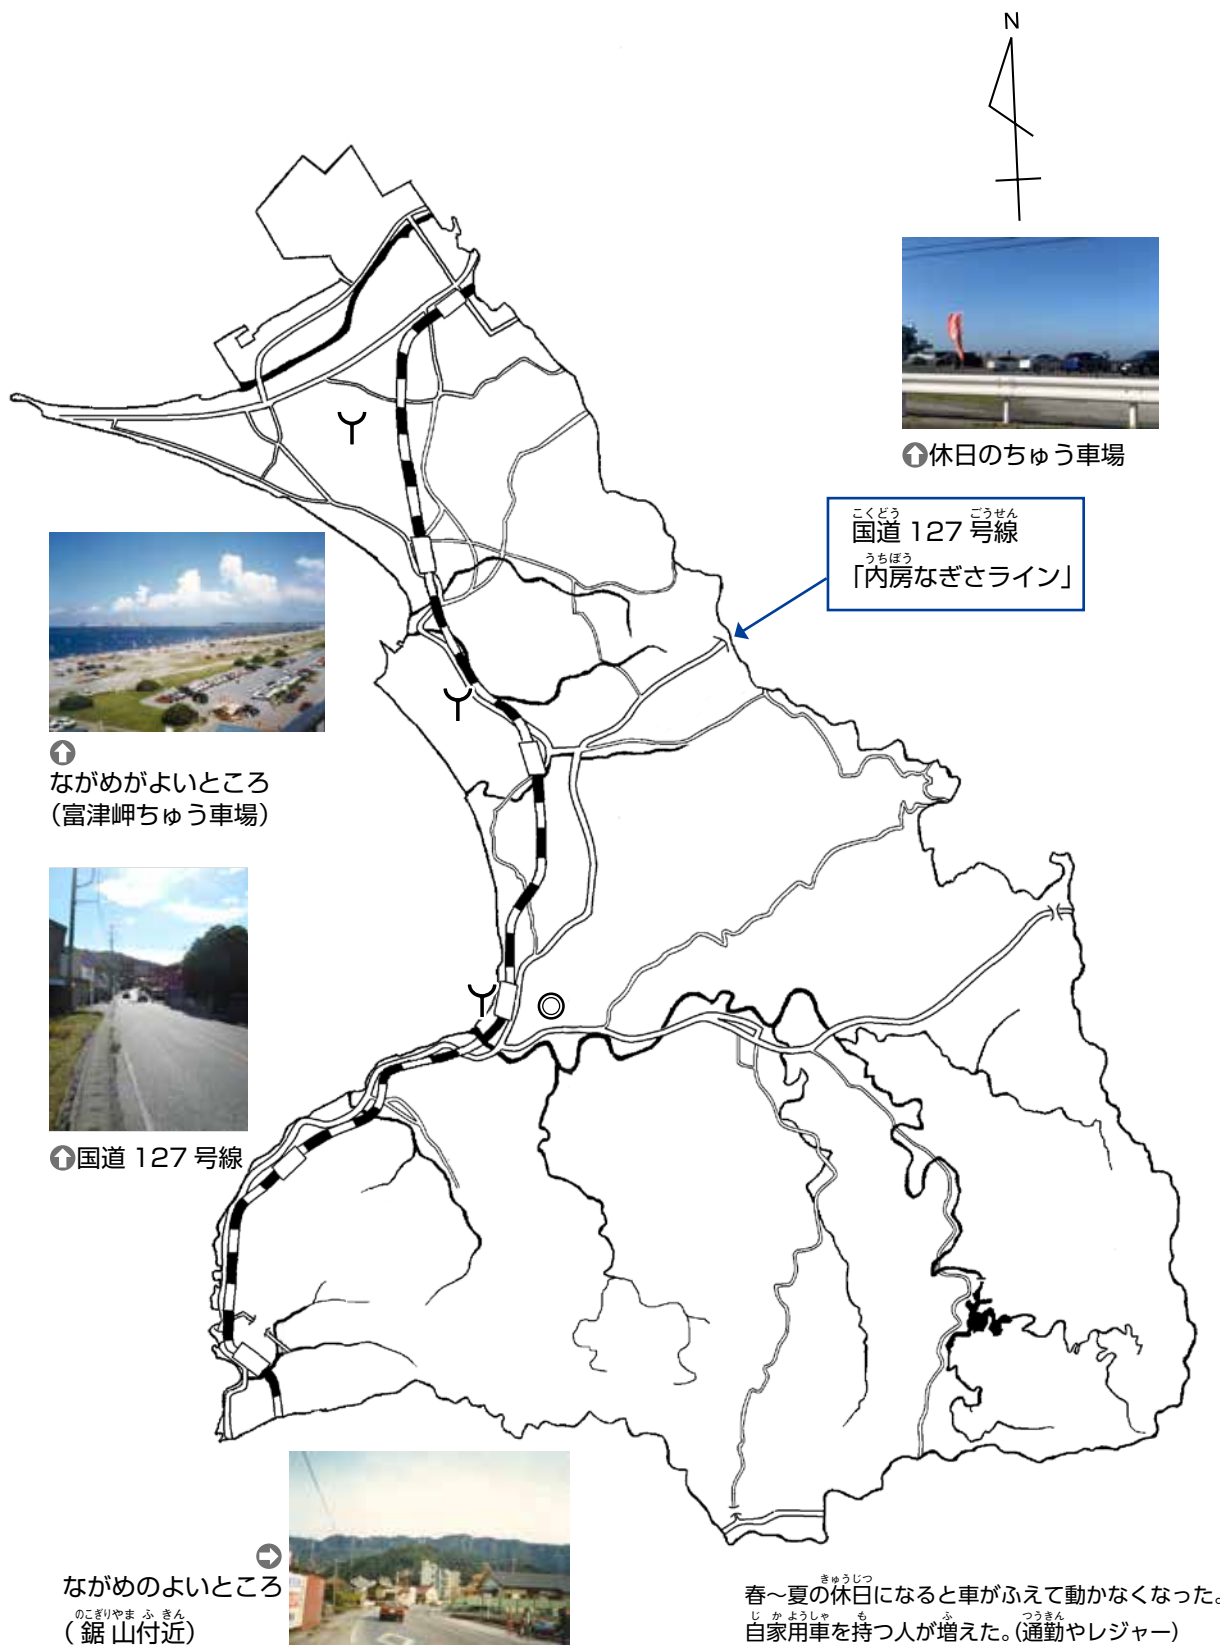 N
休日のちゅう車場
国道 127 号線
「内房なぎさライン」
ながめがよいところ
(富津岬ちゅう車場)
国道 127 号線
ながめのよいところ
(鋸山付近)
春~夏の休日になると車がふえて動かなくなった。
自家用車を持つ人が増えた。(通勤やレジャー)
こくどう
ごうせん
うちぼう
のこぎりやま ふ きん
きゅうじつ
じ か ようしゃ も ふ つうきん